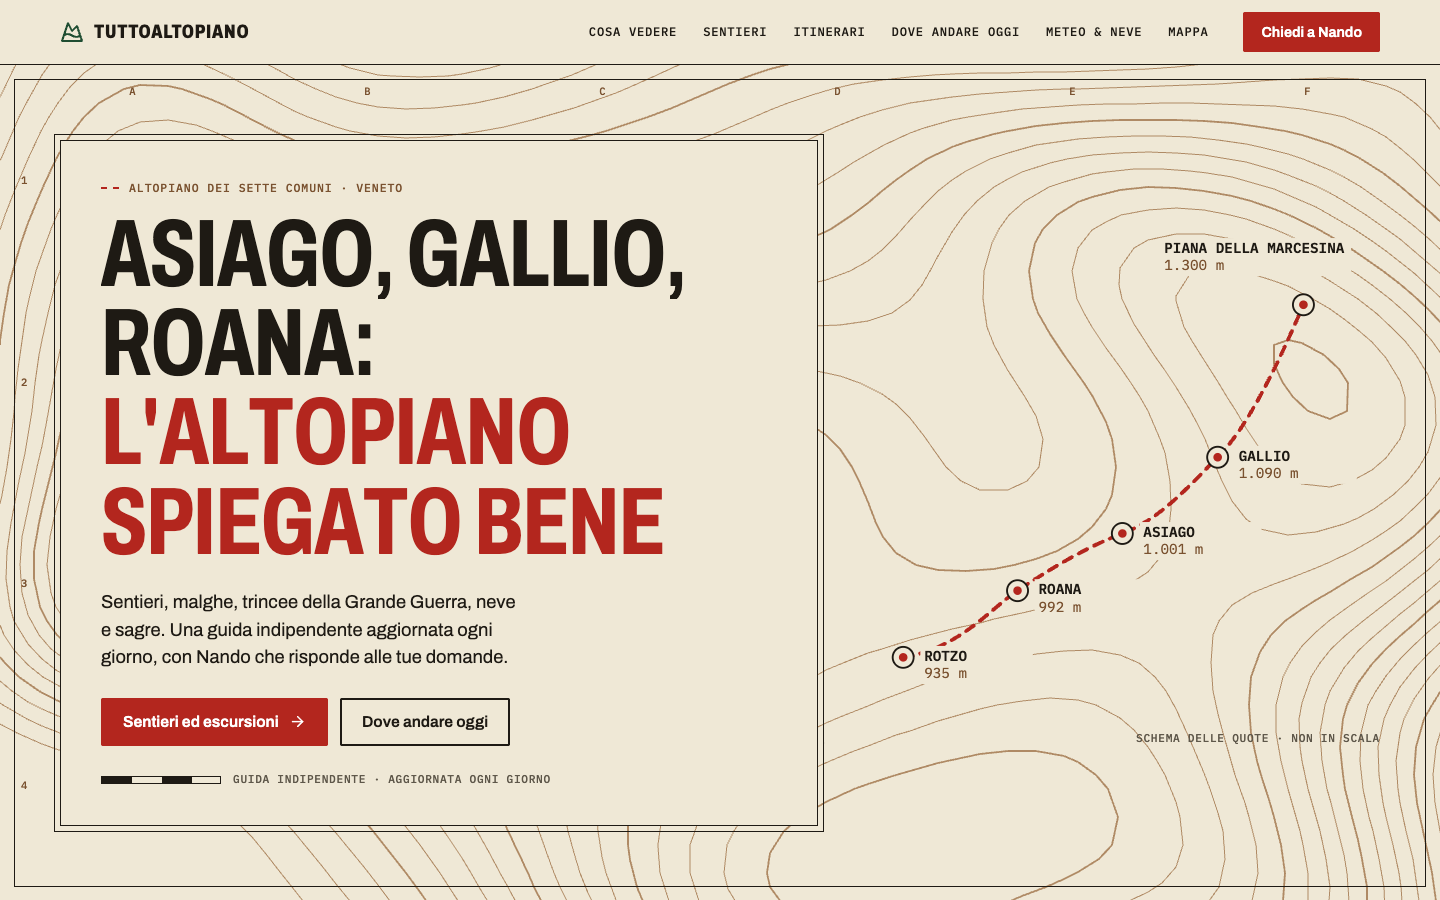 TUTTOALTOPIANO
COSA VEDERE
SENTIERI
ITINERARI
DOVE ANDARE OGGI
METEO & NEVE
MAPPA
Chiedi a Nando
A
B
C
D
E
F
1
2
3
4
ALTOPIANO DEI SETTE COMUNI · VENETO
ASIAGO, GALLIO,
ROANA:
L'ALTOPIANO
SPIEGATO BENE
Sentieri, malghe, trincee della Grande Guerra, neve
e sagre. Una guida indipendente aggiornata ogni
giorno, con Nando che risponde alle tue domande.
Sentieri ed escursioni →
Dove andare oggi
GUIDA INDIPENDENTE · AGGIORNATA OGNI GIORNO
PIANA DELLA MARCESINA
1.300 m
GALLIO
1.090 m
ASIAGO
1.001 m
ROANA
992 m
ROTZO
935 m
SCHEMA DELLE QUOTE · NON IN SCALA